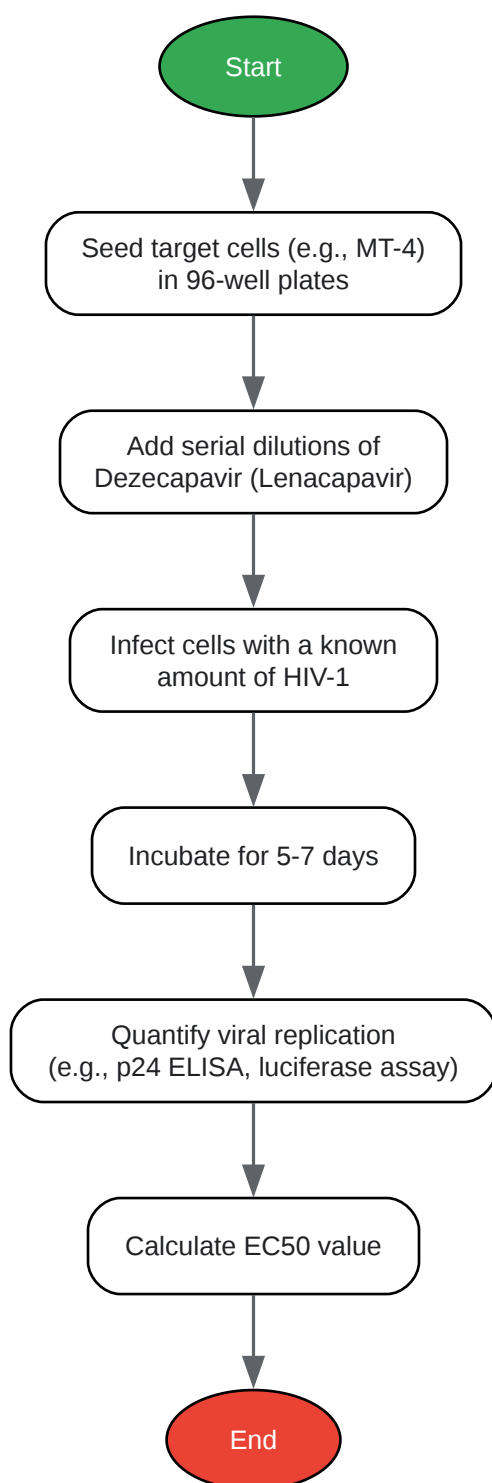 Start
Seed target cells (e.g., MT-4)
in 96-well plates
Add serial dilutions of
Dezecapavir (Lenacapavir)
Infect cells with a known
amount of HIV-1
Incubate for 5-7 days
Quantify viral replication
(e.g., p24 ELISA, luciferase assay)
Calculate EC50 value
End